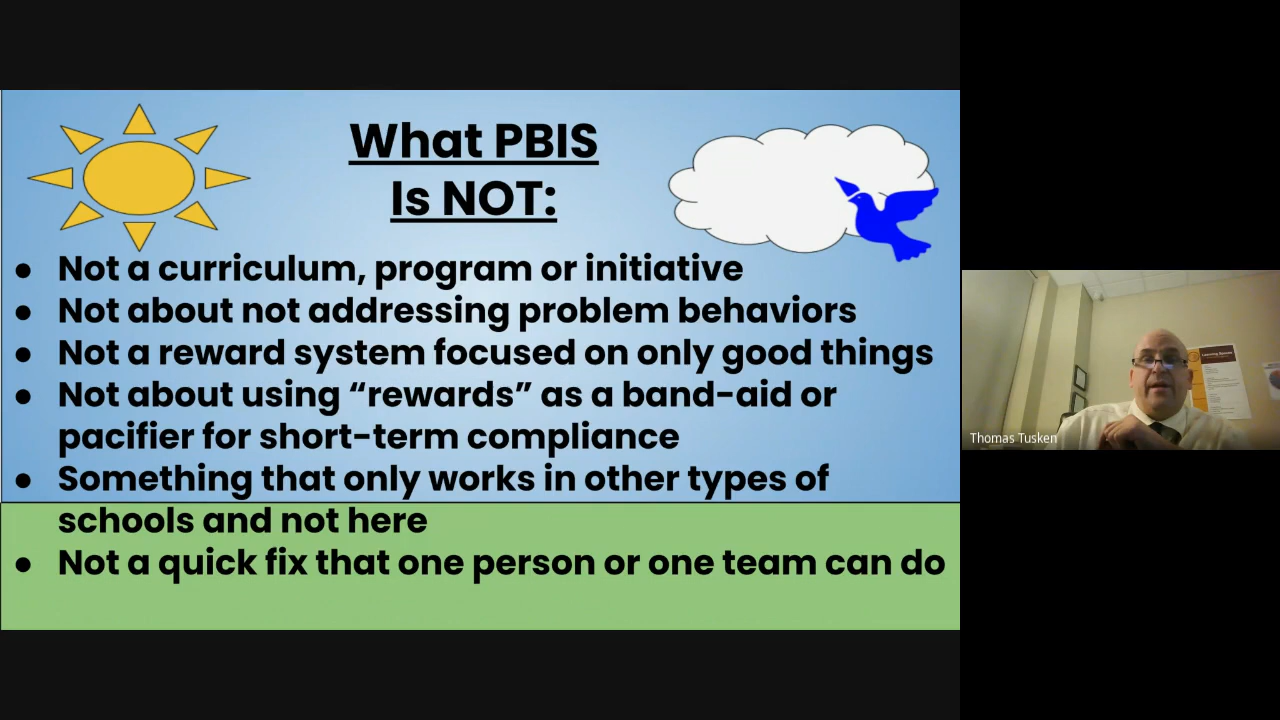 What PBIS
Is NOT:
● Not a curriculum, program or initiative
● Not about not addressing problem behaviors
● Not a reward system focused on only good things
● Not about using “rewards” as a band-aid or
pacifier for short-term compliance
● Something that only works in other types of
schools and not here
● Not a quick fix that one person or one team can do
Thomas Tusken